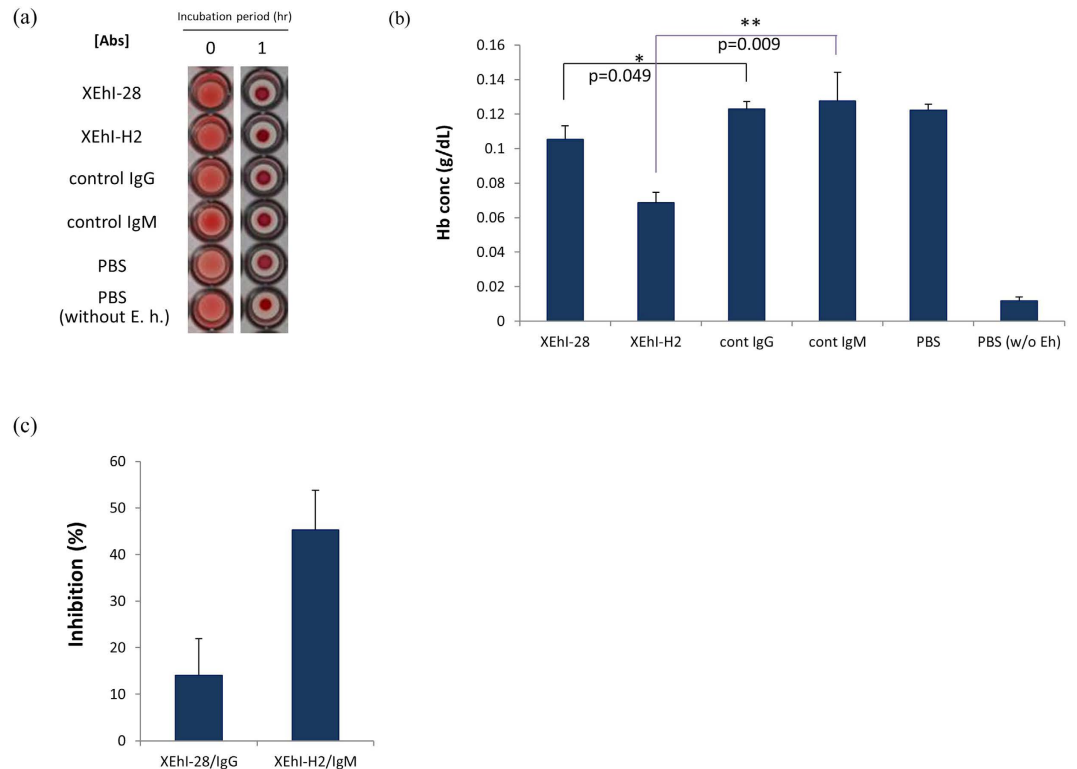 (a)
Incubation period (hr)
[Abs]
0 1
XEhI-28
XEhI-H2
control IgG
control IgM
PBS
PBS
(without E. h.)
(b)
Hb conc (g/dL)
0.16
0.14
0.12
0.1
0.08
0.06
0.04
0.02
0
*
p=0.049
**
p=0.009
XEhI-28 XEhI-H2 cont IgG cont IgM PBS PBS (w/o Eh)
(c)
Inhibition (%)
60
50
40
30
20
10
0
XEhI-28/IgG XEhI-H2/IgM